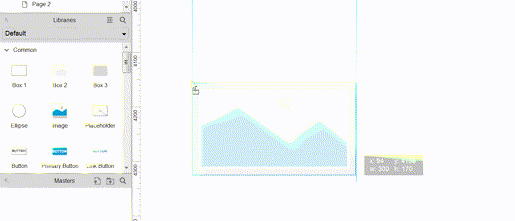 Page 2
Libraries
Default
Common
Box 1
Box 2
Box 3
Ellipse
Image
Placeholder
Button
Primary Button
Link Button
Masters
4000
4100
4200
4300
w: 300 h: 170